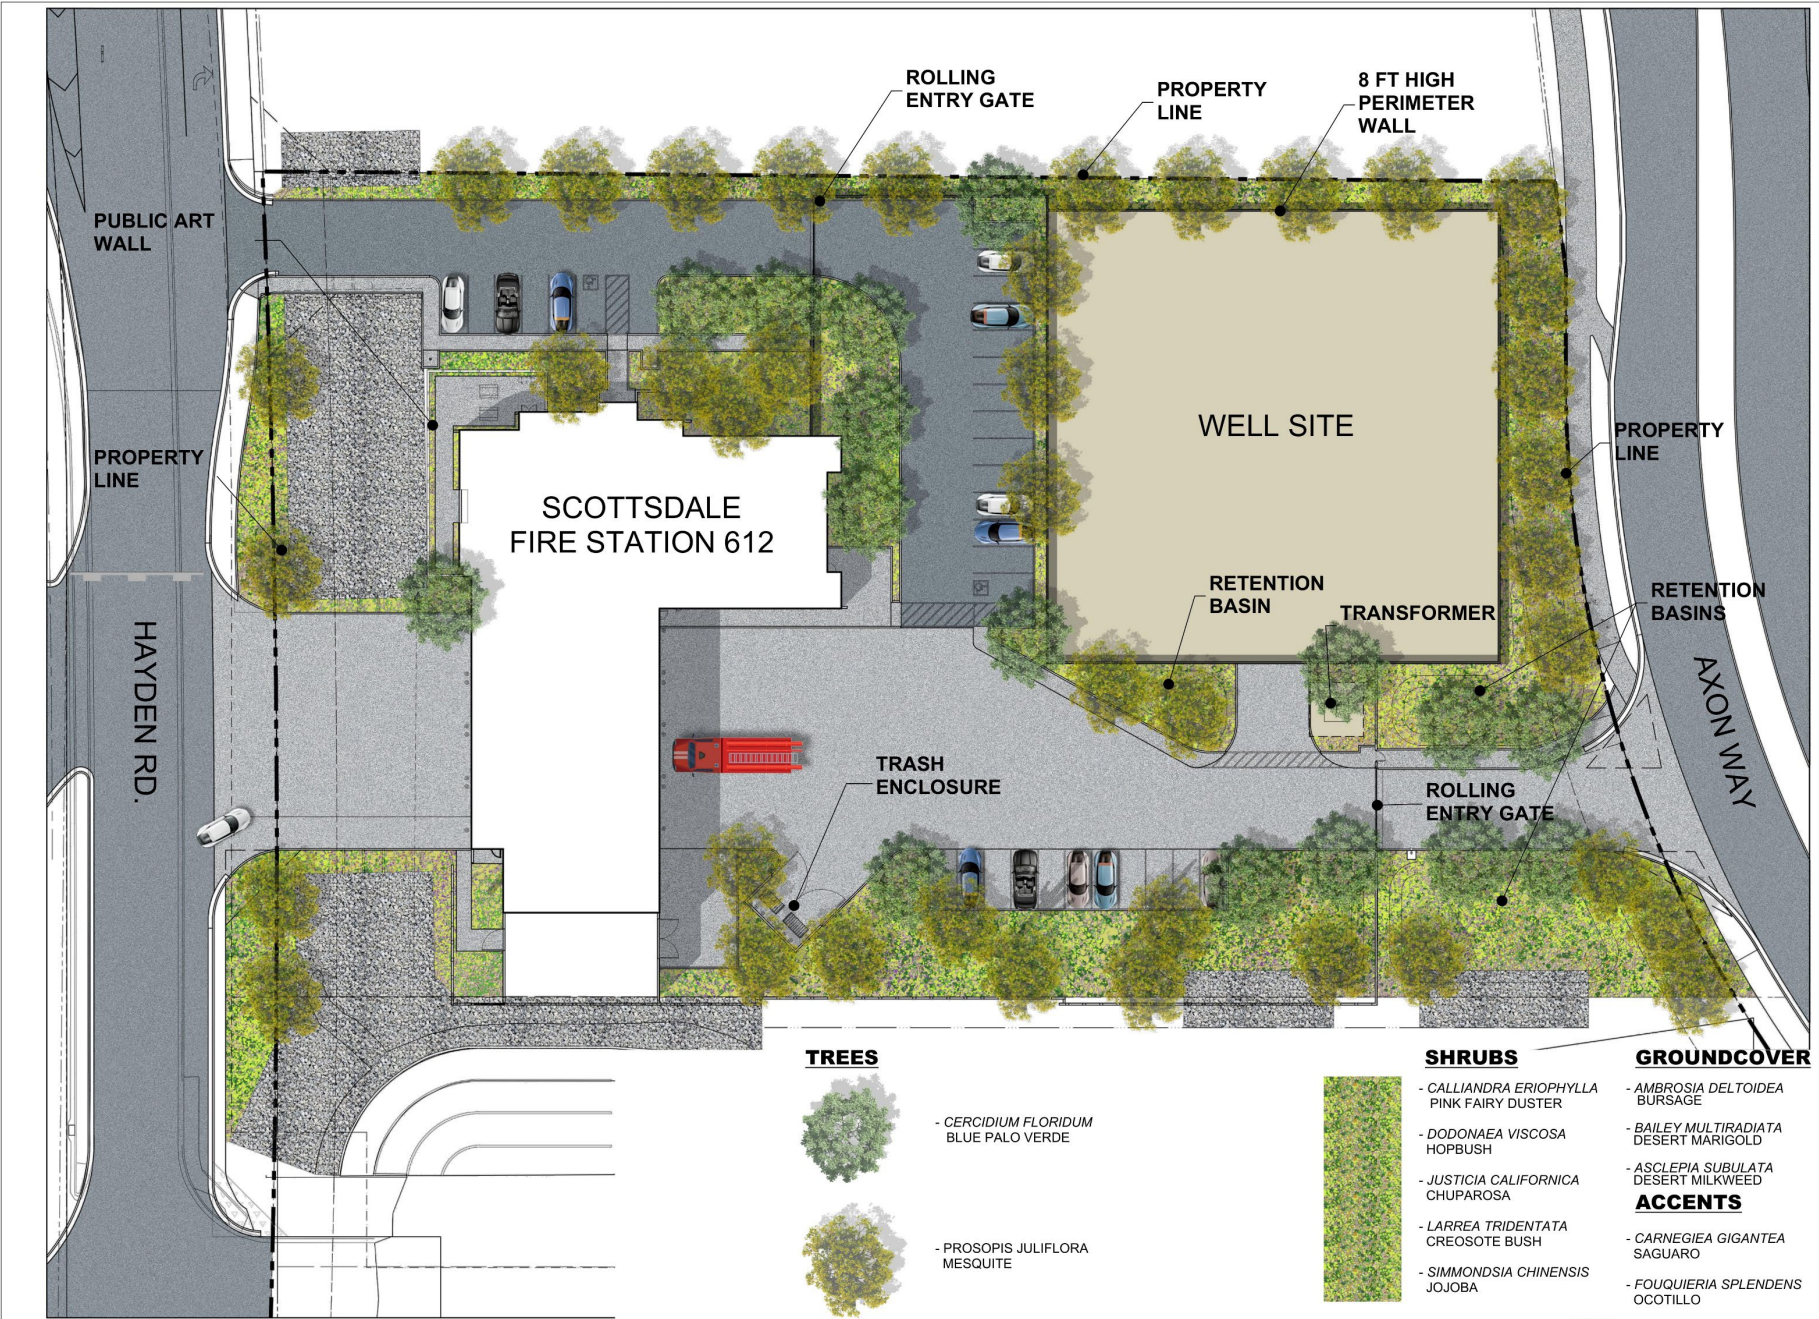 ROLLING
ENTRY GATE
PROPERTY
LINE
8 FT HIGH
PERIMETER
WALL
PUBLIC ART
WALL
PROPERTY
LINE
WELL SITE
PROPERTY
LINE
SCOTTSDALE
FIRE STATION 612
RETENTION
BASIN
TRANSFORMER
RETENTION
BASINS
HAYDEN RD.
AXON WAY
TRASH
ENCLOSURE
ROLLING
ENTRY GATE
TREES
- CERCIDIUM FLORIDUM
BLUE PALO VERDE
- PROSOPIS JULIFLORA
MESQUITE
SHRUBS
- CALLIANDRA ERIOPHYLLA
PINK FAIRY DUSTER
- DODONAEA VISCOSA
HOPBUSH
- JUSTICIA CALIFORNICA
CHUPAROSA
- LARREA TRIDENTATA
CREOSOTE BUSH
- SIMMONDSIA CHINENSIS
JOJOBA
GROUNDCOVER
- AMBROSIA DELTOIDEA
BURSAGE
- BAILEY MULTIRADIATA
DESERT MARIGOLD
- ASCLEPIA SUBULATA
DESERT MILKWEED
ACCENTS
- CARNEGIEA GIGANTEA
SAGUARO
- FOUQUIERIA SPLENDENS
OCOTILLO